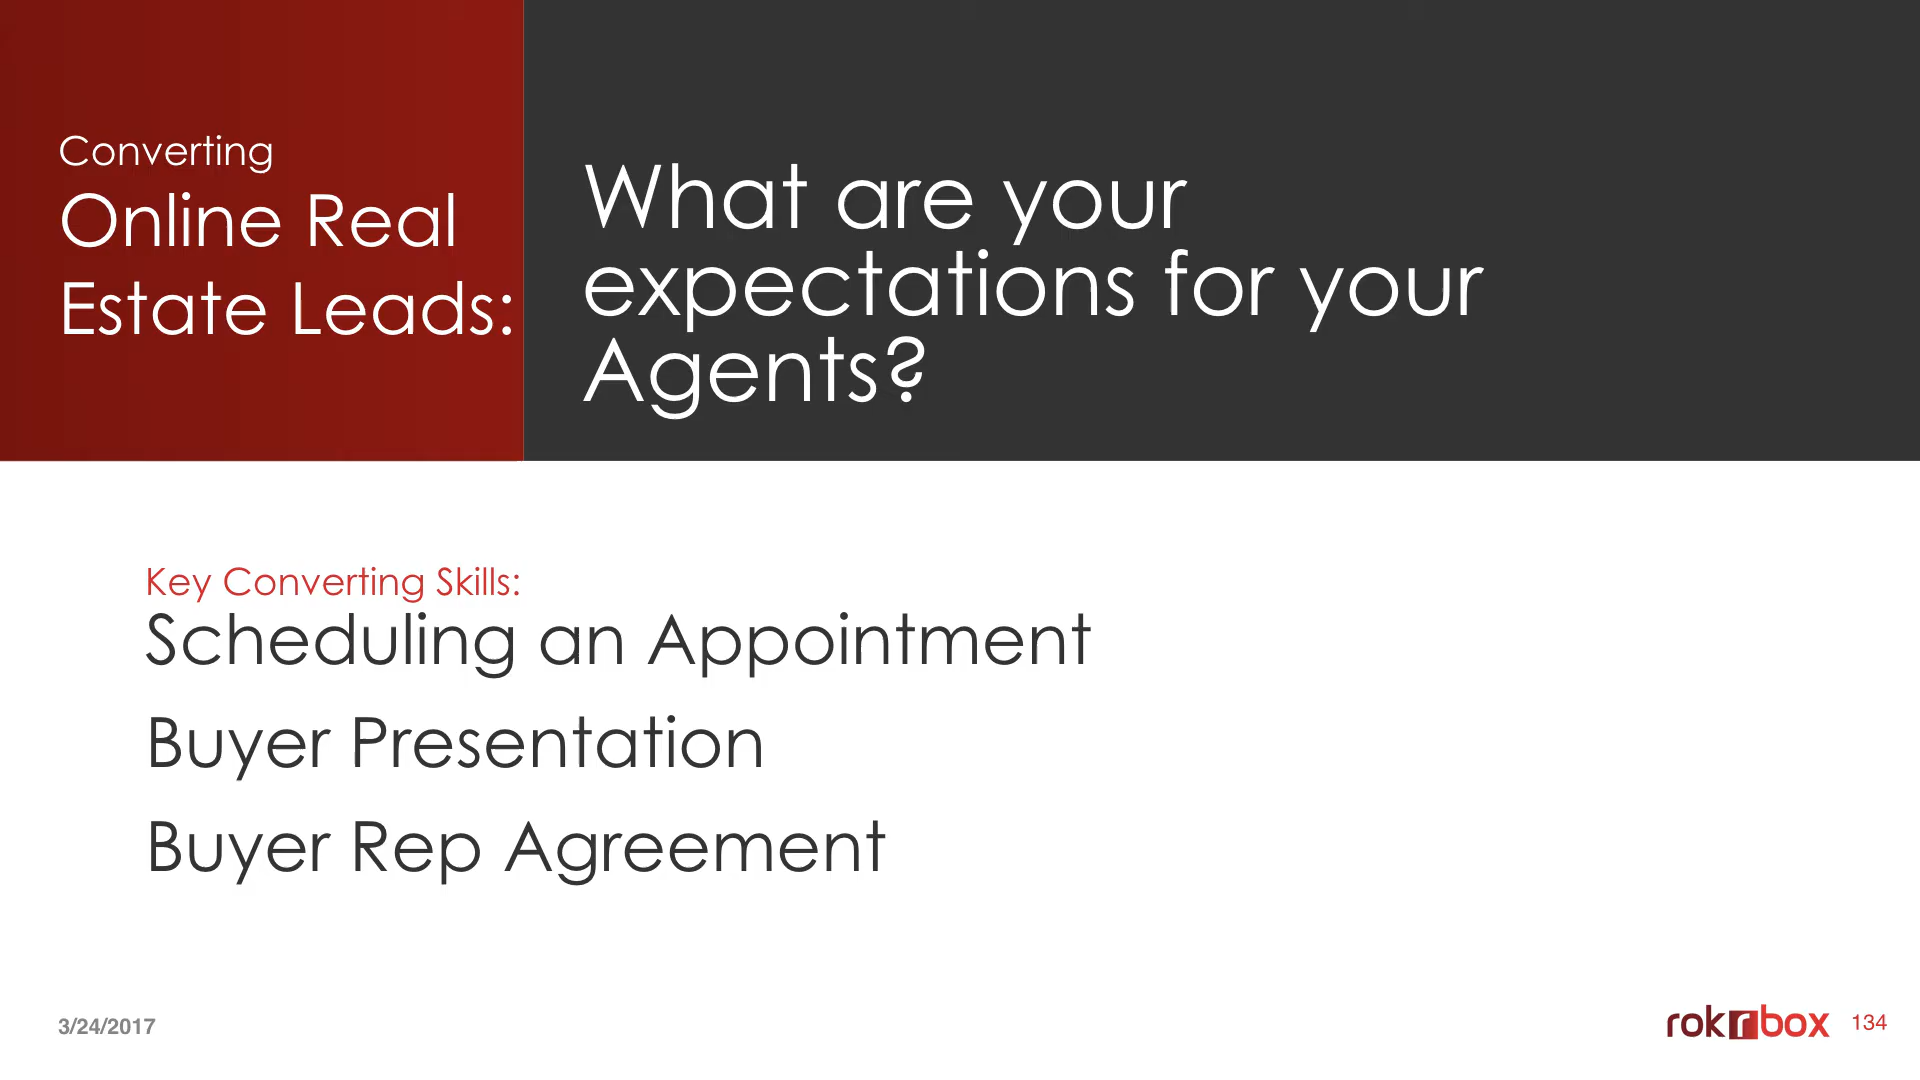 Converting
Online Real
Estate Leads:
What are your
expectations for your
Agents?
Key Converting Skills:
Scheduling an Appointment
Buyer Presentation
Buyer Rep Agreement
3/24/2017
rokrbox
134